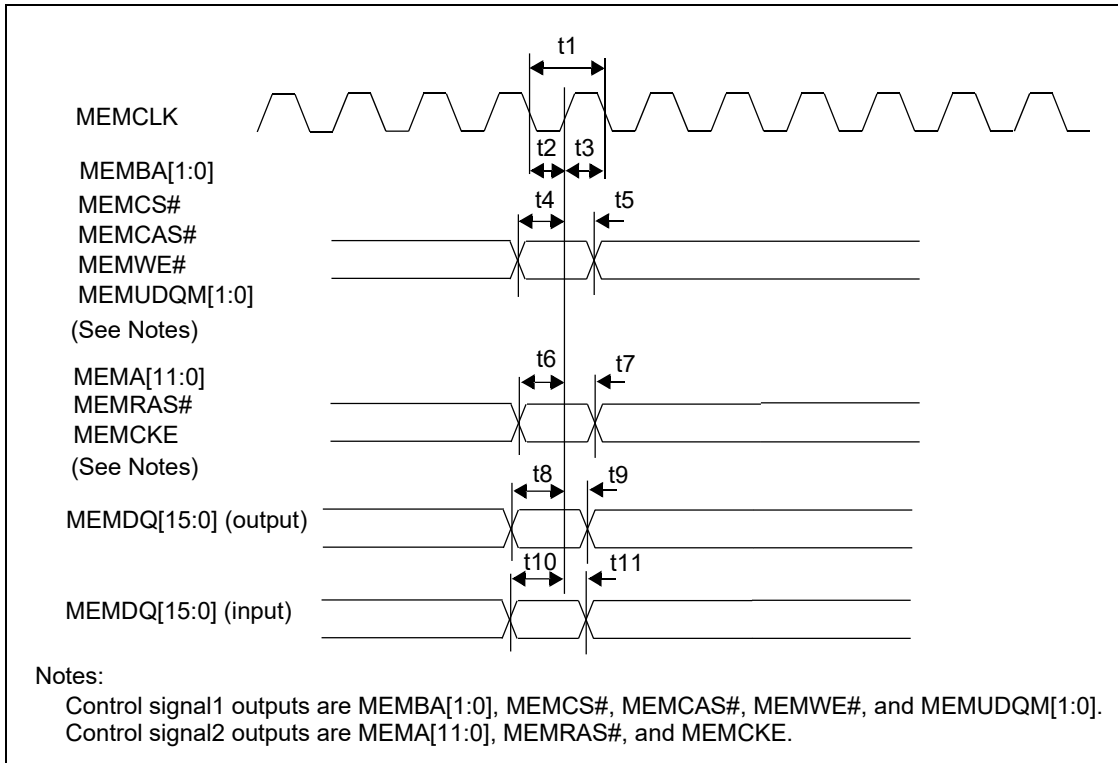 t1
MEMCLK
t2 t3
MEMBA[1:0]
MEMCS#
t4 t5
MEMCAS#
MEMWE#
MEMUDQM[1:0]
(See Notes)
t6 t7
MEMA[11:0]
MEMRAS#
MEMCKE
(See Notes)
t8 t9
MEMDQ[15:0] (output)
t10 t11
MEMDQ[15:0] (input)
Notes:
Control signal1 outputs are MEMBA[1:0], MEMCS#, MEMCAS#, MEMWE#, and MEMUDQM[1:0].
Control signal2 outputs are MEMA[11:0], MEMRAS#, and MEMCKE.